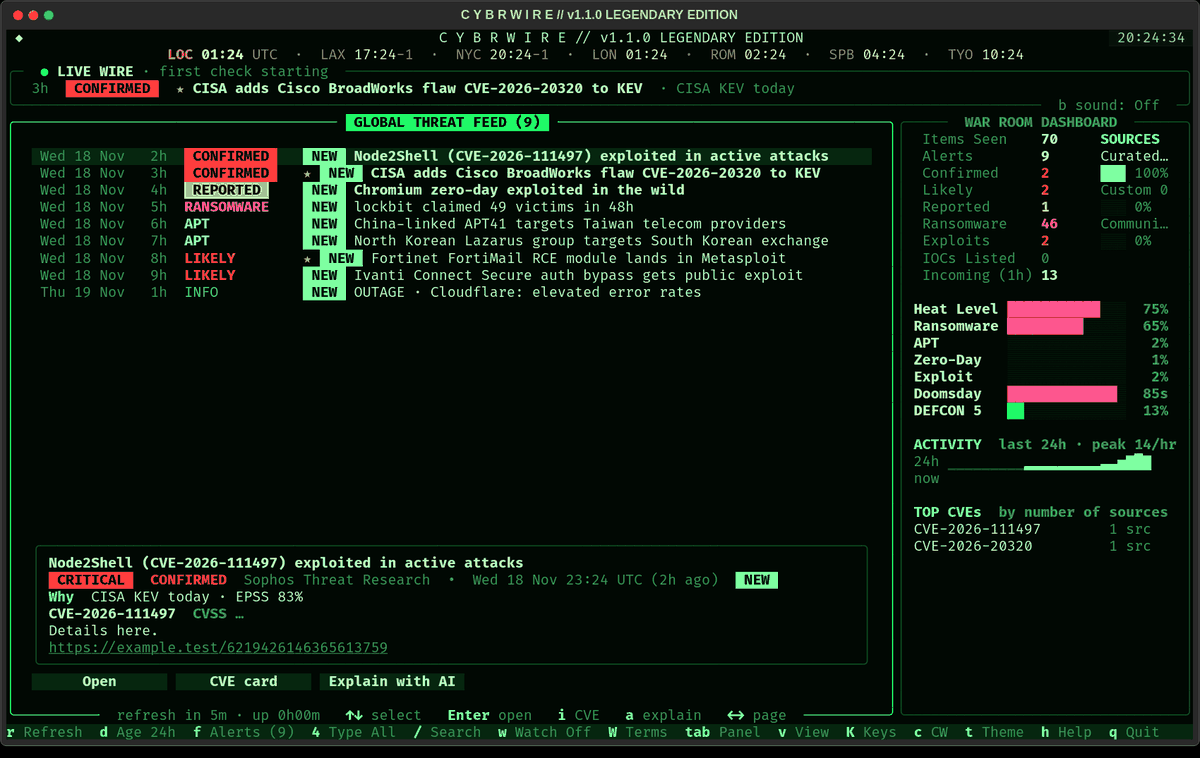 C Y B R W I R E // v1.1.0 LEGENDARY EDITION
◆ C Y B R W I R E // v1.1.0 LEGENDARY EDITION 20:24:34
LOC 01:24 UTC · LAX 17:24-1 · NYC 20:24-1 · LON 01:24 · ROM 02:24 · SPB 04:24 · TYO 10:24
● LIVE WIRE · first check starting
3h CONFIRMED ★ CISA adds Cisco BroadWorks flaw CVE-2026-20320 to KEV · CISA KEV today
b sound: Off
GLOBAL THREAT FEED (9)
Wed 18 Nov 2h CONFIRMED NEW Node2Shell (CVE-2026-111497) exploited in active attacks
Wed 18 Nov 3h CONFIRMED ★ NEW CISA adds Cisco BroadWorks flaw CVE-2026-20320 to KEV
Wed 18 Nov 4h REPORTED NEW Chromium zero-day exploited in the wild
Wed 18 Nov 5h RANSOMWARE NEW lockbit claimed 49 victims in 48h
Wed 18 Nov 6h APT NEW China-linked APT41 targets Taiwan telecom providers
Wed 18 Nov 7h APT NEW North Korean Lazarus group targets South Korean exchange
Wed 18 Nov 8h LIKELY ★ NEW Fortinet FortiMail RCE module lands in Metasploit
Wed 18 Nov 9h LIKELY NEW Ivanti Connect Secure auth bypass gets public exploit
Thu 19 Nov 1h INFO NEW OUTAGE · Cloudflare: elevated error rates
Node2Shell (CVE-2026-111497) exploited in active attacks
CRITICAL CONFIRMED Sophos Threat Research • Wed 18 Nov 23:24 UTC (2h ago) NEW
Why CISA KEV today · EPSS 83%
CVE-2026-111497 CVSS …
Details here.
https://example.test/6219426146365613759
Open CVE card Explain with AI
refresh in 5m · up 0h00m ↑↓ select Enter open i CVE a explain ↔ page
WAR ROOM DASHBOARD
Items Seen 70 SOURCES
Alerts 9 Curated…
Confirmed 2 100%
Likely 2 Custom 0
Reported 1 0%
Ransomware 46 Communi…
Exploits 2 0%
IOCs Listed 0
Incoming (1h) 13
Heat Level 75%
Ransomware 65%
APT 2%
Zero-Day 1%
Exploit 2%
Doomsday 85s
DEFCON 5 13%
ACTIVITY last 24h · peak 14/hr
24h
now
TOP CVEs by number of sources
CVE-2026-111497 1 src
CVE-2026-20320 1 src
r Refresh d Age 24h f Alerts (9) 4 Type All / Search w Watch Off W Terms tab Panel v View K Keys c CW t Theme h Help q Quit